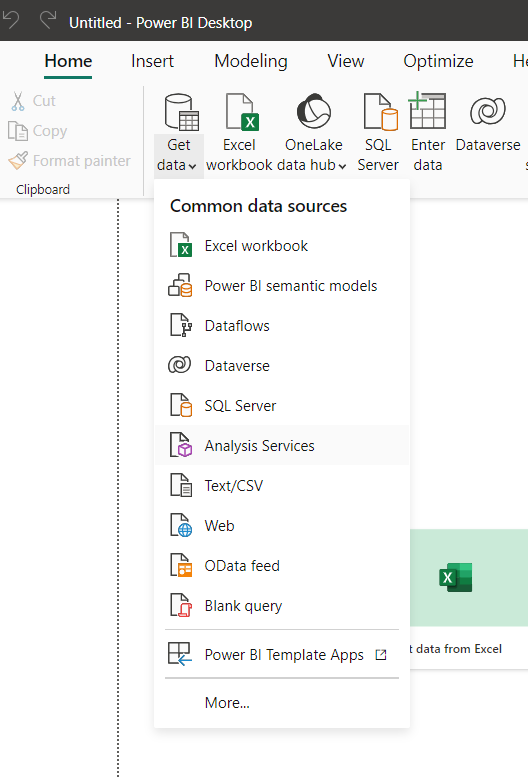 Untitled - Power BI Desktop
Home Insert Modeling View Optimize
Cut
Copy
Format painter
Clipboard
Get data
Excel workbook
OneLake data hub
SQL Server
Enter data
Dataverse
Common data sources
Excel workbook
Power BI semantic models
Dataflows
Dataverse
SQL Server
Analysis Services
Text/CSV
Web
OData feed
Blank query
Power BI Template Apps
More...
data from Excel